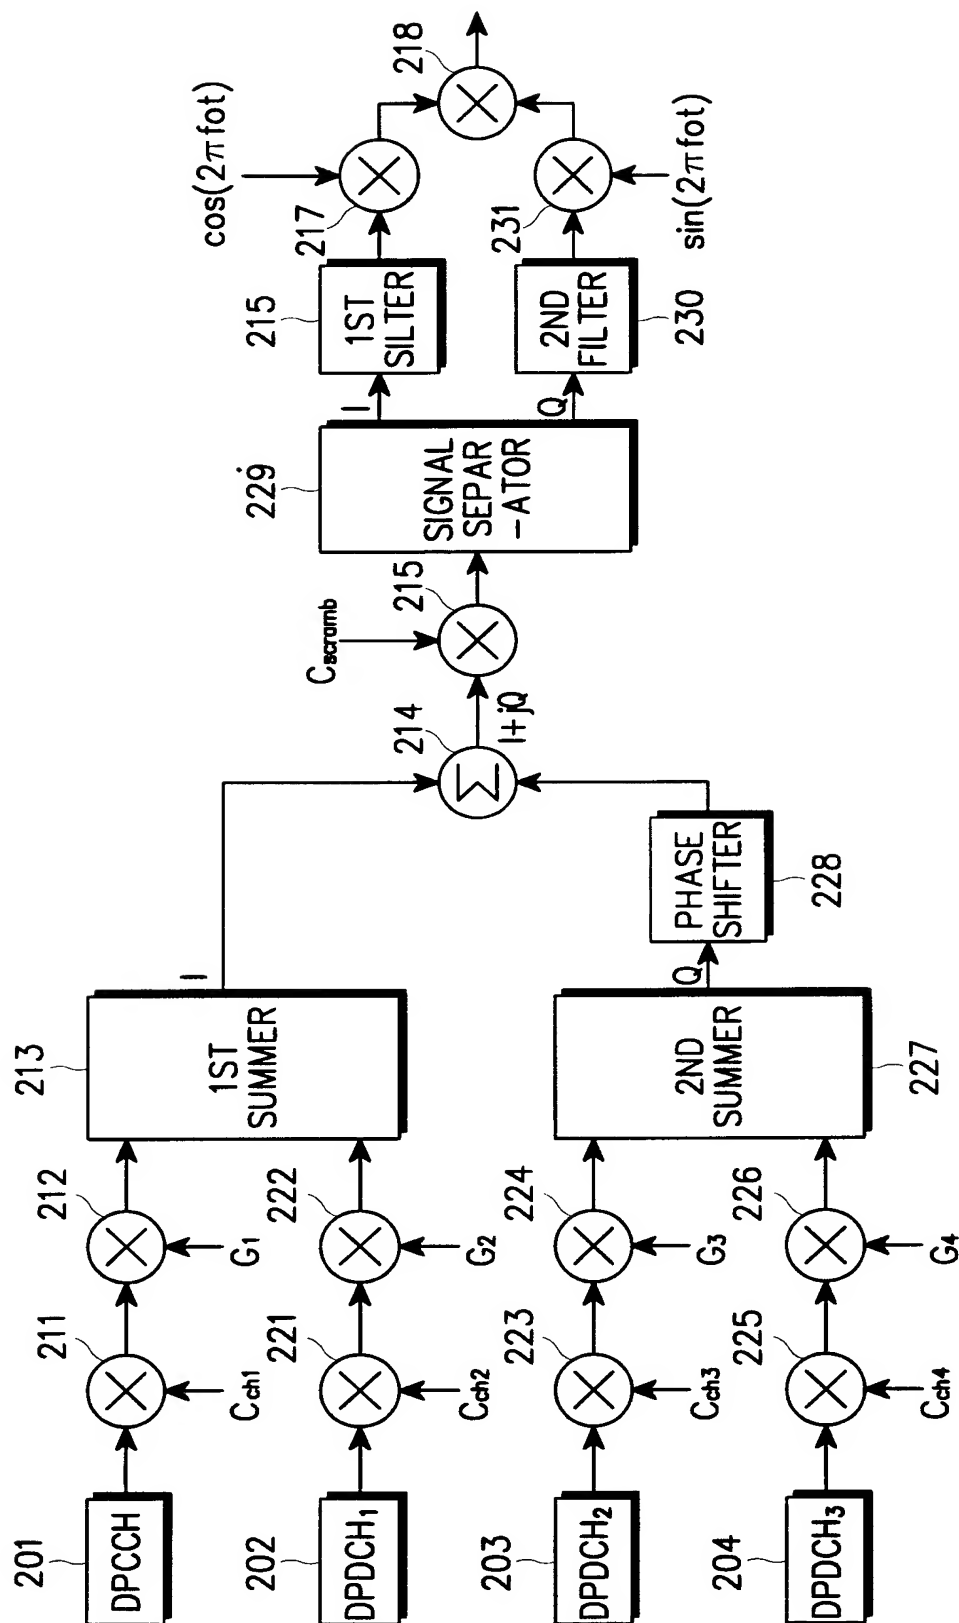 201
DPCCH
211
Cch1
212
G1
213
1ST
SUMMER
I
202
DPDCH1
221
Cch2
222
G2
203
DPDCH2
223
Cch3
224
G3
227
2ND
SUMMER
Q
204
DPDCH3
225
Cch4
226
G4
228
PHASE
SHIFTER
214
I+jQ
Cscramb
215
229
SIGNAL
SEPAR
-ATOR
I
Q
215
1ST
SILTER
230
2ND
FILTER
cos(2πfot)
217
231
sin(2πfot)
218